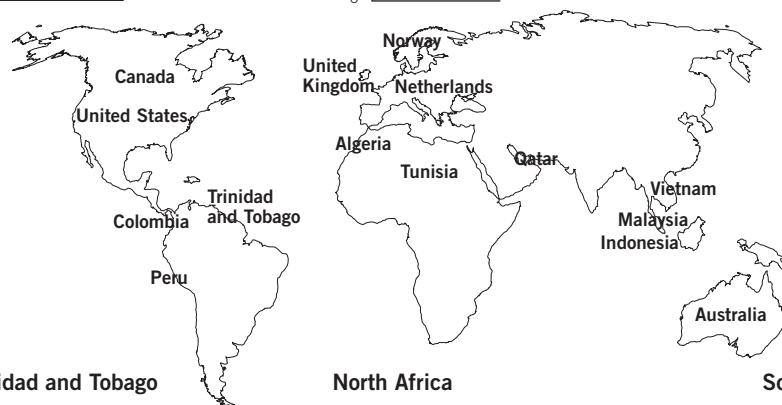 Norway
United
Kingdom
Netherlands
Canada
United States
Algeria
Tunisia
Qatar
Vietnam
Trinidad
and Tobago
Colombia
Malaysia
Indonesia
Peru
Australia
idad and Tobago
North Africa
So